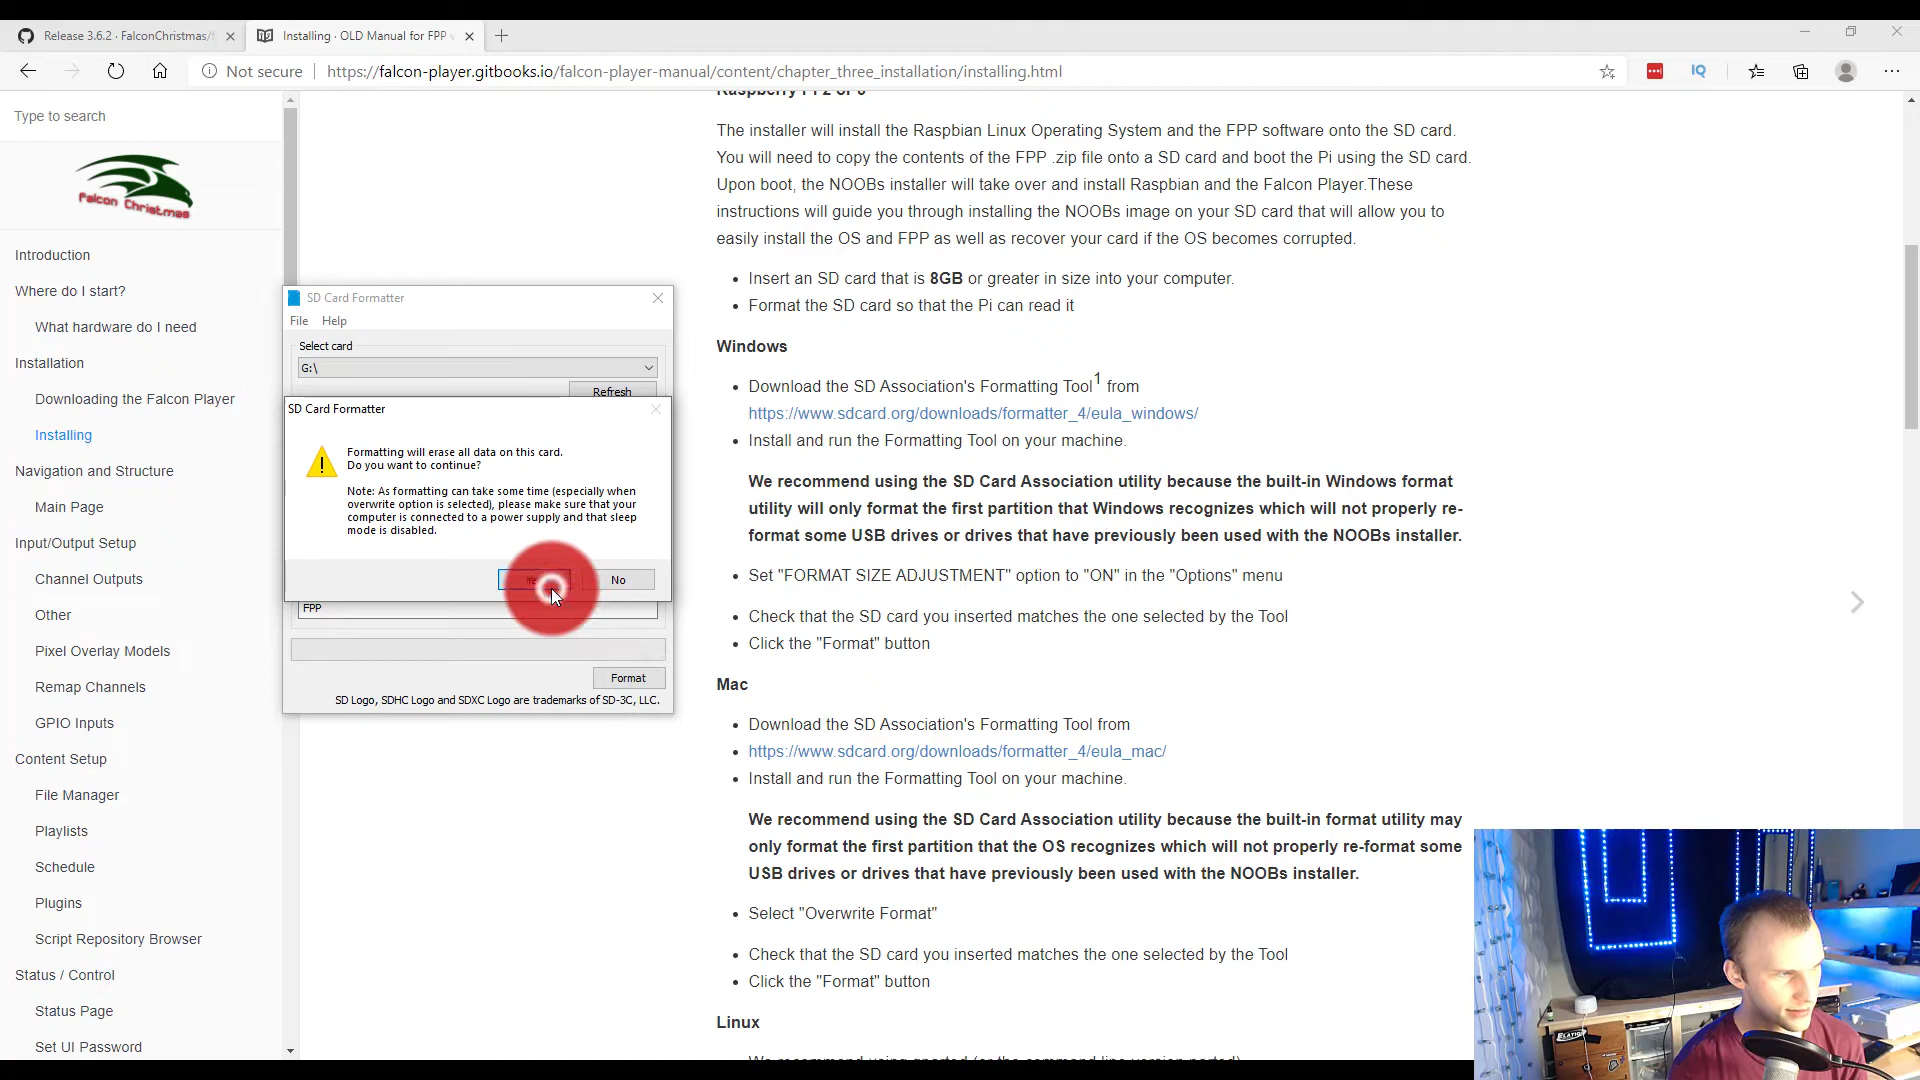 Release 3.6.2 · FalconChristmas/f
Installing · OLD Manual for FPP v
Not secure
https://falcon-player.gitbooks.io/falcon-player-manual/content/chapter_three_installation/installing.html
IQ
Type to search
Falcon Christmas
Introduction
Where do I start?
What hardware do I need
Installation
Downloading the Falcon Player
Installing
Navigation and Structure
Main Page
Input/Output Setup
Channel Outputs
Other
Pixel Overlay Models
Remap Channels
GPIO Inputs
Content Setup
File Manager
Playlists
Schedule
Plugins
Script Repository Browser
Status / Control
Status Page
Set UI Password
SD Card Formatter
File Help
Select card
G:\
Refresh
SD Card Formatter
Formatting will erase all data on this card.
Do you want to continue?
Note: As formatting can take some time (especially when
overwrite option is selected), please make sure that your
computer is connected to a power supply and that sleep
mode is disabled.
No
FPP
Format
SD Logo, SDHC Logo and SDXC Logo are trademarks of SD-3C, LLC.
The installer will install the Raspbian Linux Operating System and the FPP software onto the SD card.
You will need to copy the contents of the FPP .zip file onto a SD card and boot the Pi using the SD card.
Upon boot, the NOOBs installer will take over and install Raspbian and the Falcon Player.These
instructions will guide you through installing the NOOBs image on your SD card that will allow you to
easily install the OS and FPP as well as recover your card if the OS becomes corrupted.
• Insert an SD card that is 8GB or greater in size into your computer.
• Format the SD card so that the Pi can read it
Windows
• Download the SD Association's Formatting Tool1 from
https://www.sdcard.org/downloads/formatter_4/eula_windows/
• Install and run the Formatting Tool on your machine.
We recommend using the SD Card Association utility because the built-in Windows format
utility will only format the first partition that Windows recognizes which will not properly re-
format some USB drives or drives that have previously been used with the NOOBs installer.
• Set "FORMAT SIZE ADJUSTMENT" option to "ON" in the "Options" menu
• Check that the SD card you inserted matches the one selected by the Tool
• Click the "Format" button
Mac
• Download the SD Association's Formatting Tool from
• https://www.sdcard.org/downloads/formatter_4/eula_mac/
• Install and run the Formatting Tool on your machine.
We recommend using the SD Card Association utility because the built-in format utility may
only format the first partition that the OS recognizes which will not properly re-format some
USB drives or drives that have previously been used with the NOOBs installer.
• Select "Overwrite Format"
• Check that the SD card you inserted matches the one selected by the Tool
• Click the "Format" button
Linux
ELATION